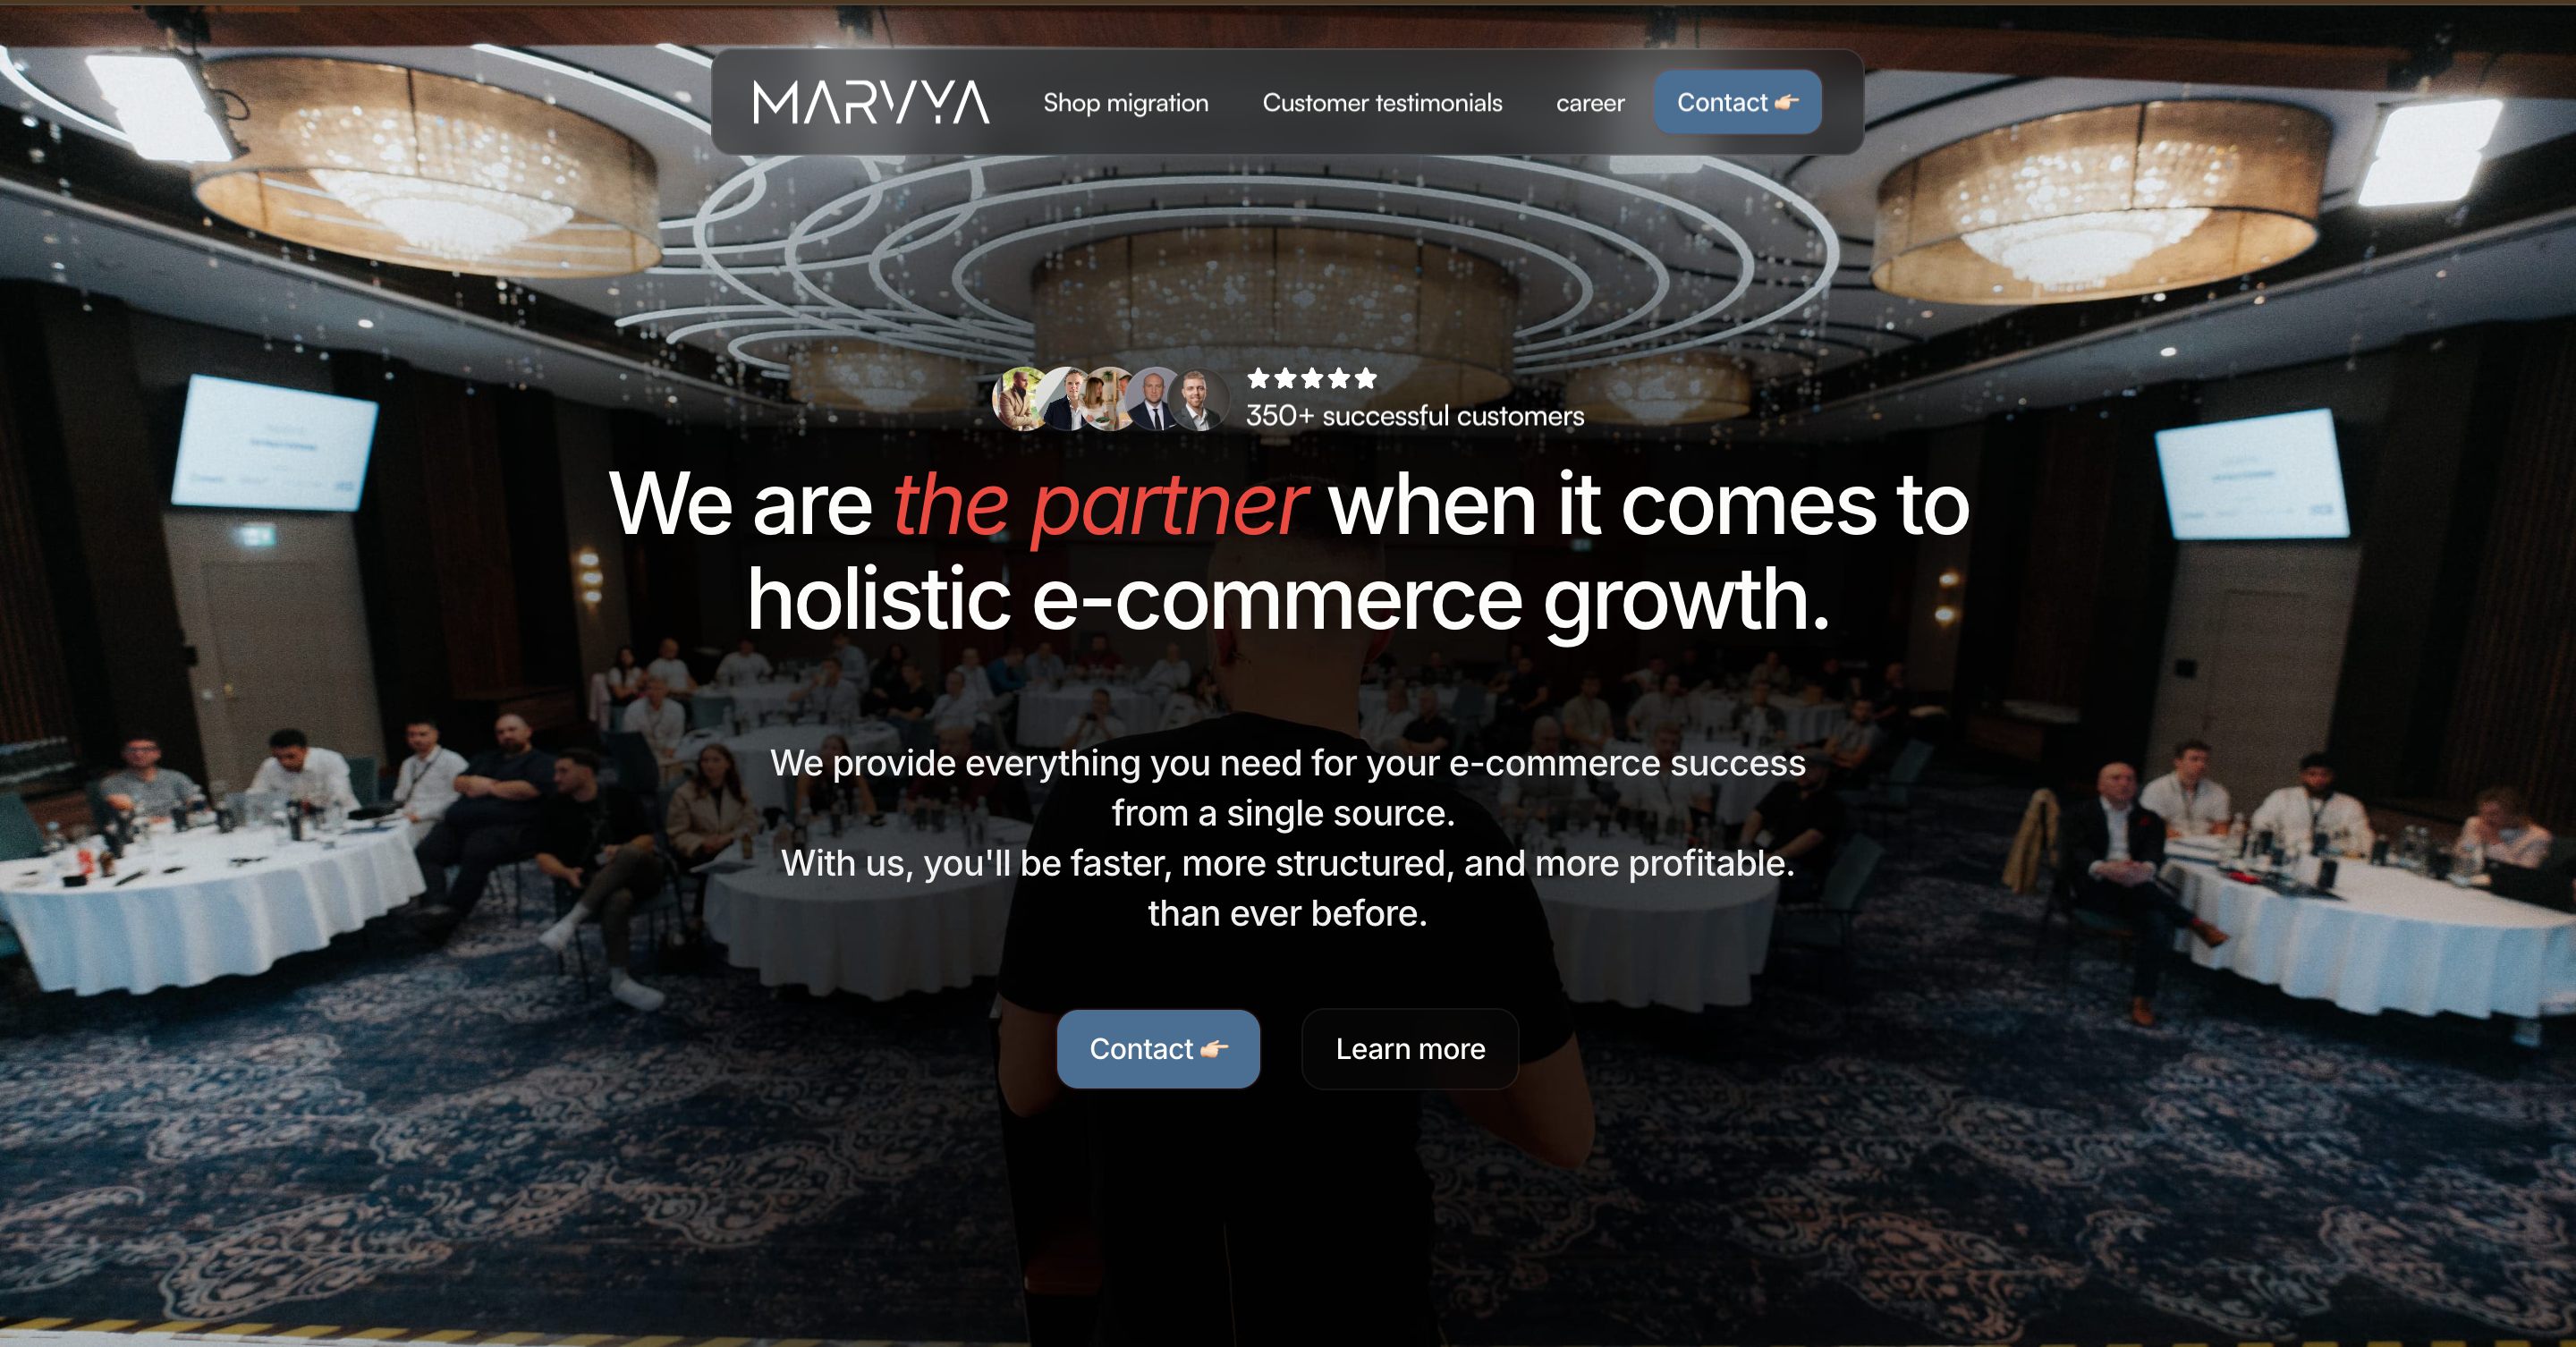 MARVYA
Shop migration
Customer testimonials
career
Contact 👉🏻
350+ successful customers
We are the partner when it comes to
holistic e-commerce growth.
We provide everything you need for your e-commerce success
from a single source.
With us, you'll be faster, more structured, and more profitable.
than ever before.
Contact 👉🏻
Learn more